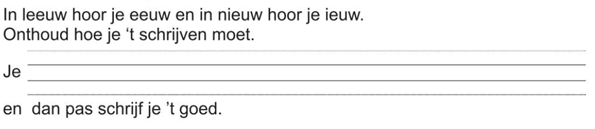 In leeuw hoor je eeuw en in nieuw hoor je ieuw.
Onthoud hoe je ‘t schrijven moet.
Je
en  dan pas schrijf je ’t goed.